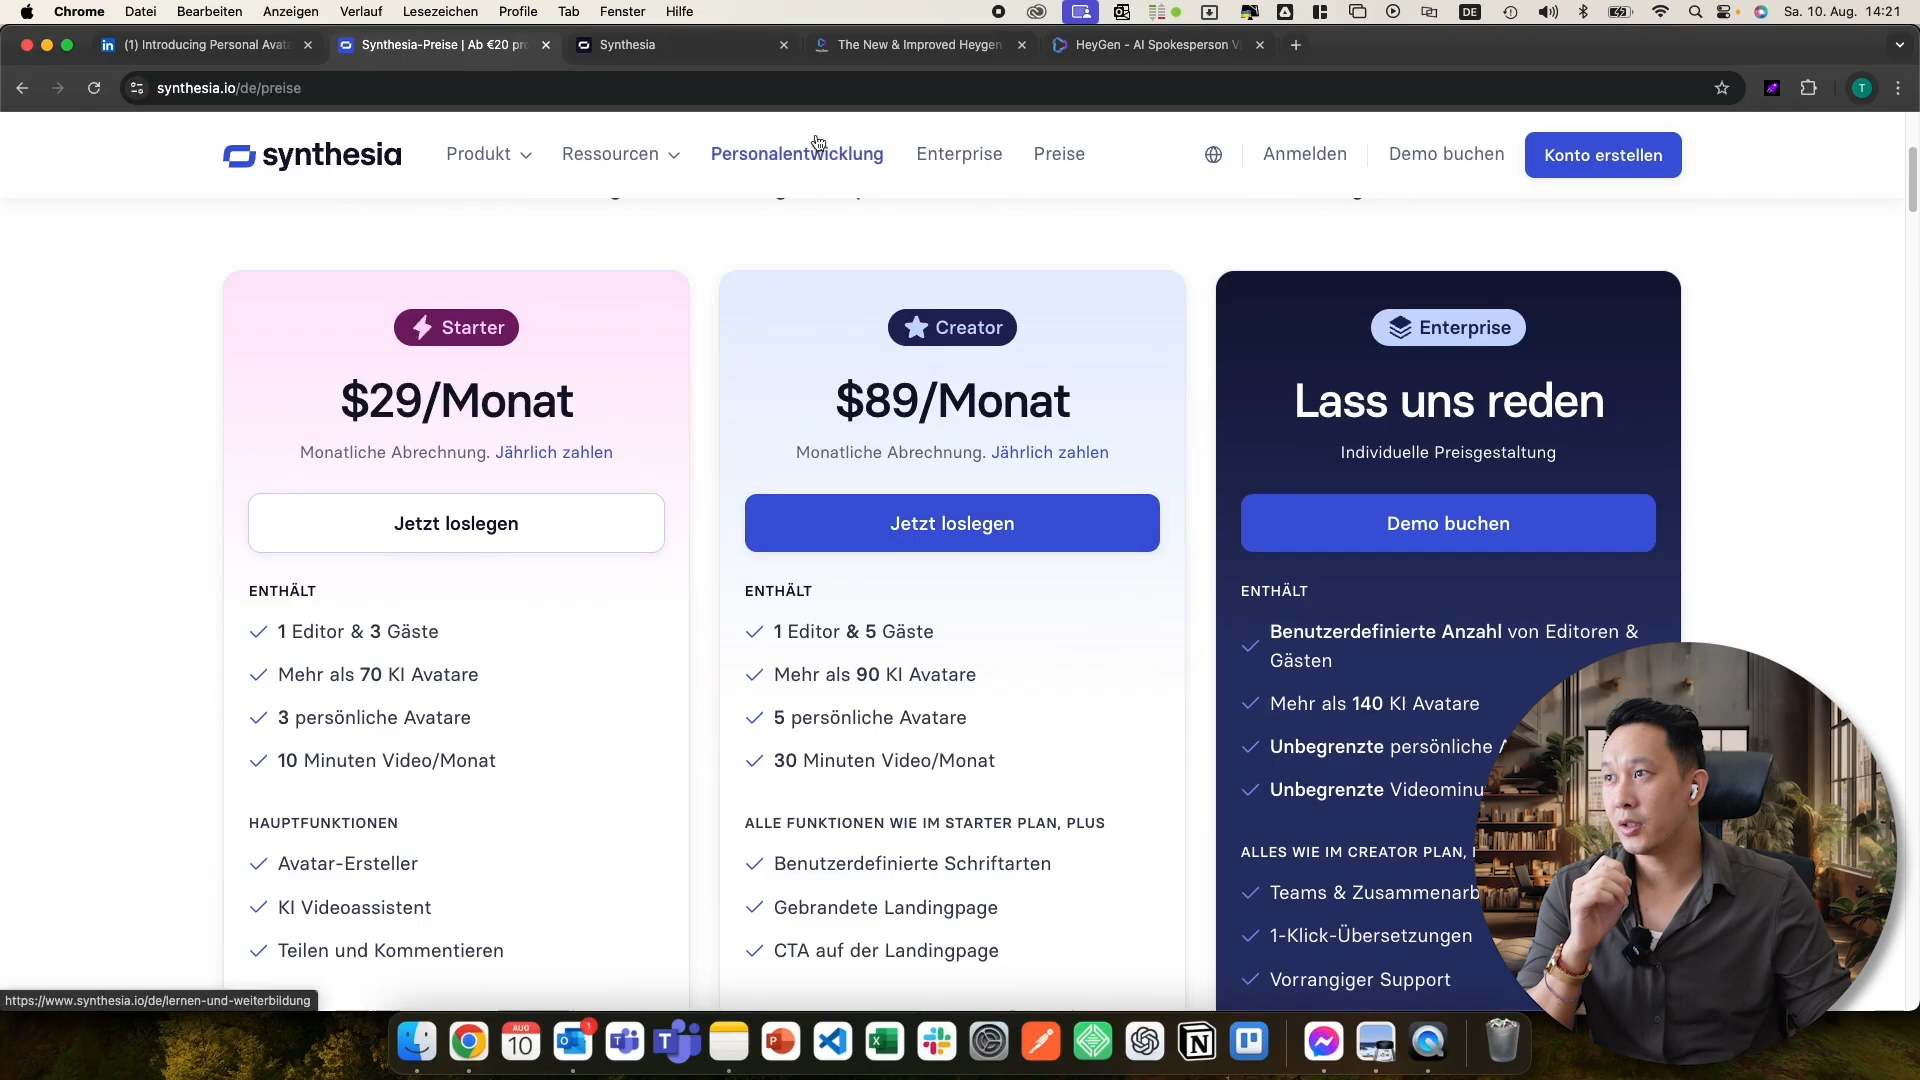 Chrome Datei Bearbeiten Anzeigen Verlauf Lesezeichen Profile Tab Fenster Hilfe DE Sa. 10. Aug. 14:21
(1) Introducing Personal Avata
Synthesia-Preise | Ab €20 pro
Synthesia
The New & Improved Heygen
HeyGen - AI Spokesperson Vi
synthesia.io/de/preise
T
synthesia Produkt Ressourcen Personalentwicklung Enterprise Preise Anmelden Demo buchen Konto erstellen
Starter
$29/Monat
Monatliche Abrechnung. Jährlich zahlen
Jetzt loslegen
ENTHÄLT
1 Editor & 3 Gäste
Mehr als 70 KI Avatare
3 persönliche Avatare
10 Minuten Video/Monat
HAUPTFUNKTIONEN
Avatar-Ersteller
KI Videoassistent
Teilen und Kommentieren
Creator
$89/Monat
Monatliche Abrechnung. Jährlich zahlen
Jetzt loslegen
ENTHÄLT
1 Editor & 5 Gäste
Mehr als 90 KI Avatare
5 persönliche Avatare
30 Minuten Video/Monat
ALLE FUNKTIONEN WIE IM STARTER PLAN, PLUS
Benutzerdefinierte Schriftarten
Gebrandete Landingpage
CTA auf der Landingpage
Enterprise
Lass uns reden
Individuelle Preisgestaltung
Demo buchen
ENTHÄLT
Benutzerdefinierte Anzahl von Editoren &
Gästen
Mehr als 140 KI Avatare
Unbegrenzte persönliche A
Unbegrenzte Videominu
ALLES WIE IM CREATOR PLAN,
Teams & Zusammenarb
1-Klick-Übersetzungen
Vorrangiger Support
https://www.synthesia.io/de/lernen-und-weiterbildung
AUG
10
1